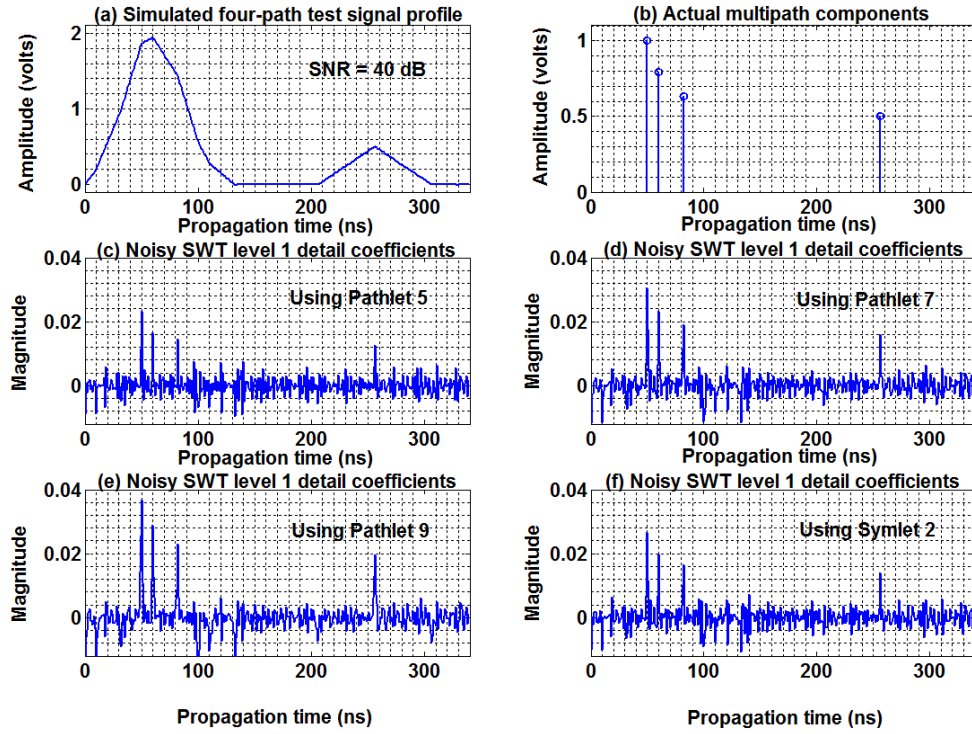 (a) Simulated four-path test signal profile
Amplitude (volts)
2
1
0
SNR = 40 dB
0 100 200 300
Propagation time (ns)
(b) Actual multipath components
Amplitude (volts)
1
0.5
0
0 100 200 300
Propagation time (ns)
(c) Noisy SWT level 1 detail coefficients
Magnitude
0.04
0.02
0
Using Pathlet 5
0 100 200 300
Propagation time (ns)
(d) Noisy SWT level 1 detail coefficients
Magnitude
0.04
0.02
0
Using Pathlet 7
0 100 200 300
Propagation time (ns)
(e) Noisy SWT level 1 detail coefficients
Magnitude
0.04
0.02
0
Using Pathlet 9
0 100 200 300
Propagation time (ns)
(f) Noisy SWT level 1 detail coefficients
Magnitude
0.04
0.02
0
Using Symlet 2
0 100 200 300
Propagation time (ns)